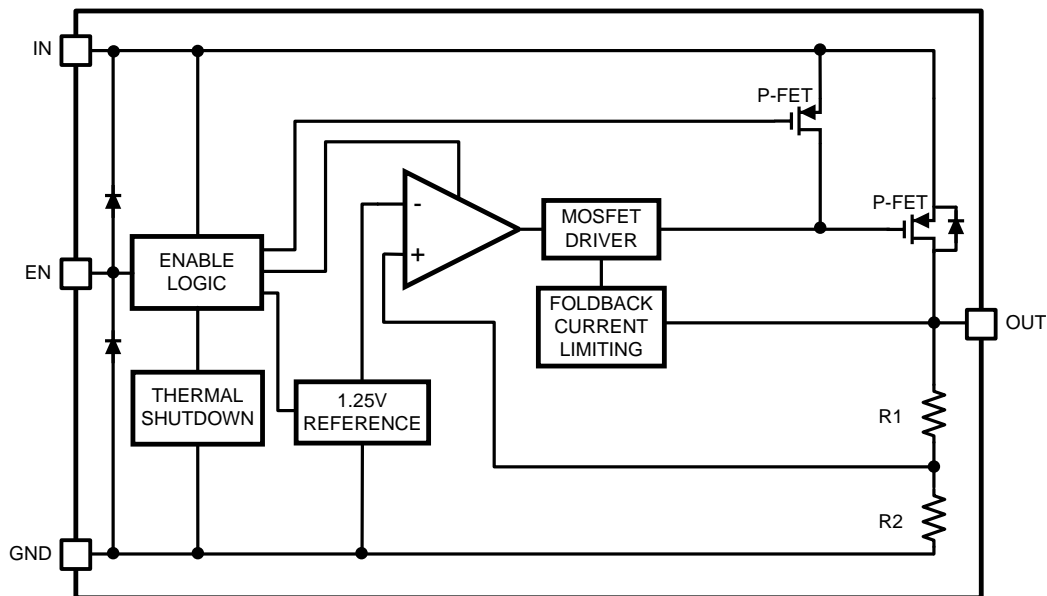 IN
P-FET
P-FET
-
+
MOSFET
DRIVER
EN
ENABLE
LOGIC
FOLDBACK
CURRENT
LIMITING
OUT
THERMAL
SHUTDOWN
1.25V
REFERENCE
R1
R2
GND